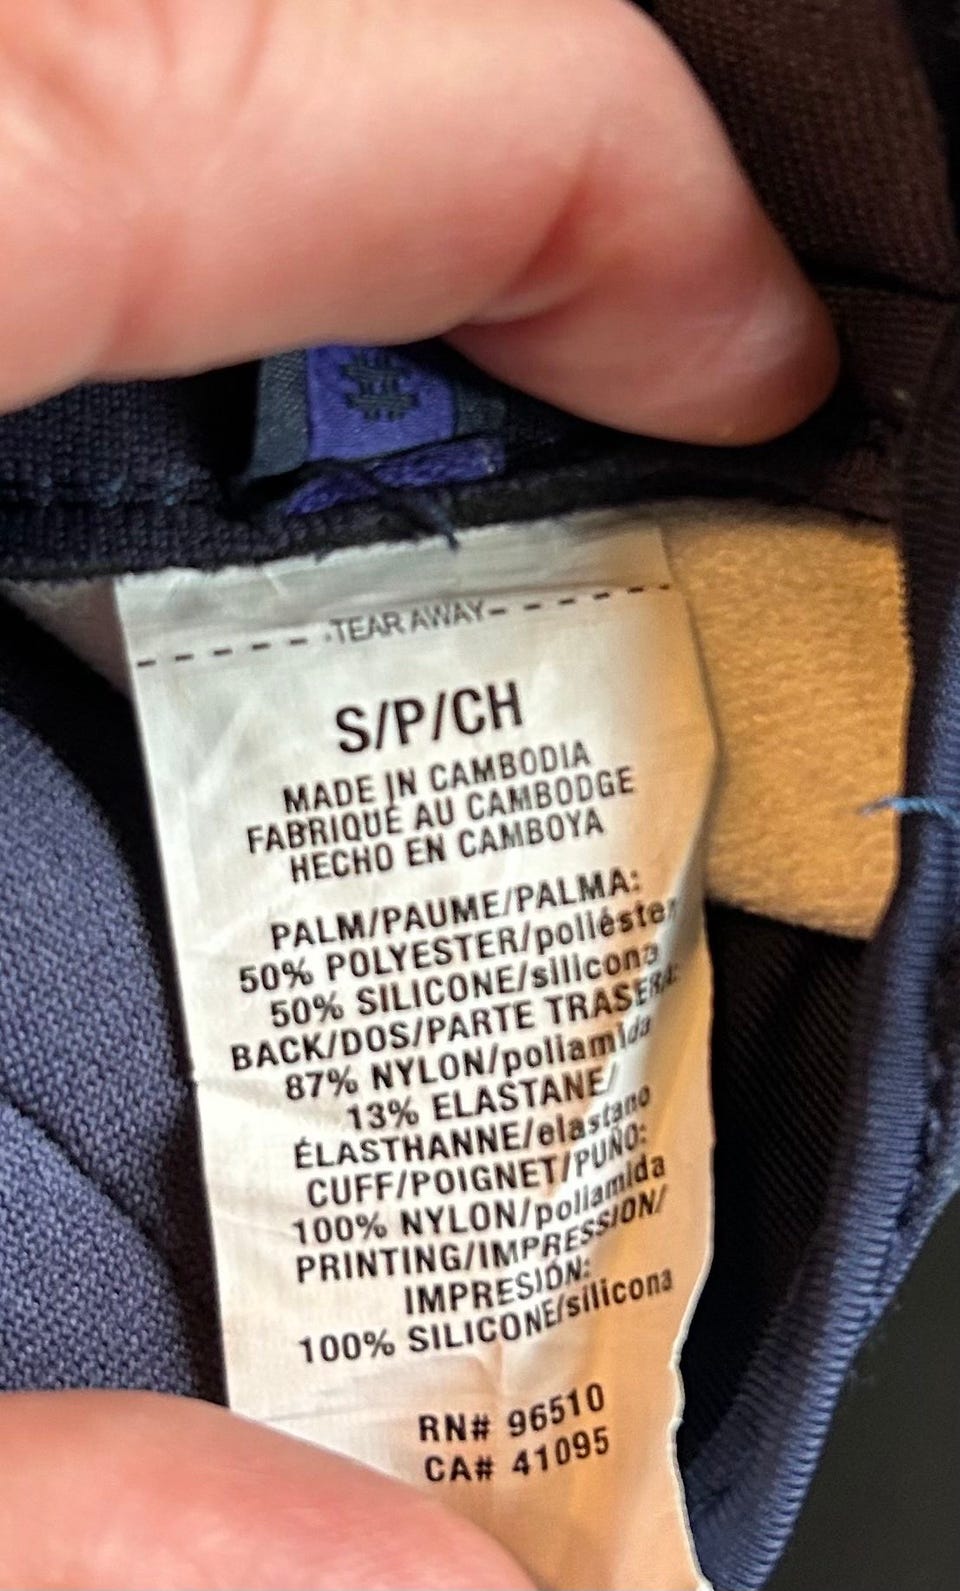 TEAR AWAY
S/P/CH
MADE IN CAMBODIA
FABRIQUÉ AU CAMBODGE
HECHO EN CAMBOYA
PALM/PAUME/PALMA:
50% POLYESTER/poliéster
50% SILICONE/silicona
BACK/DOS/PARTE TRASERA:
87% NYLON/poliamida
13% ELASTANE/
ÉLASTHANNE/elastano
CUFF/POIGNET/PUÑO:
100% NYLON/poliamida
PRINTING/IMPRESSION/
IMPRESIÓN:
100% SILICONE/silicona
RN# 96510
CA# 41095